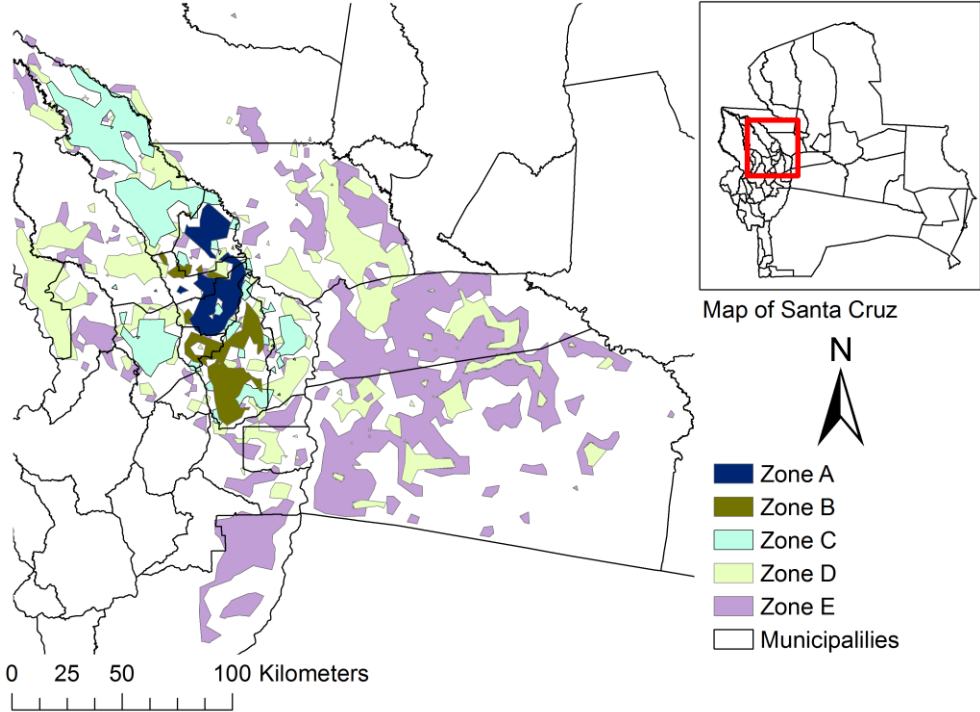 Map of Santa Cruz
N
Zone A
Zone B
Zone C
Zone D
Zone E
Municipalilies
0 25 50 100 Kilometers